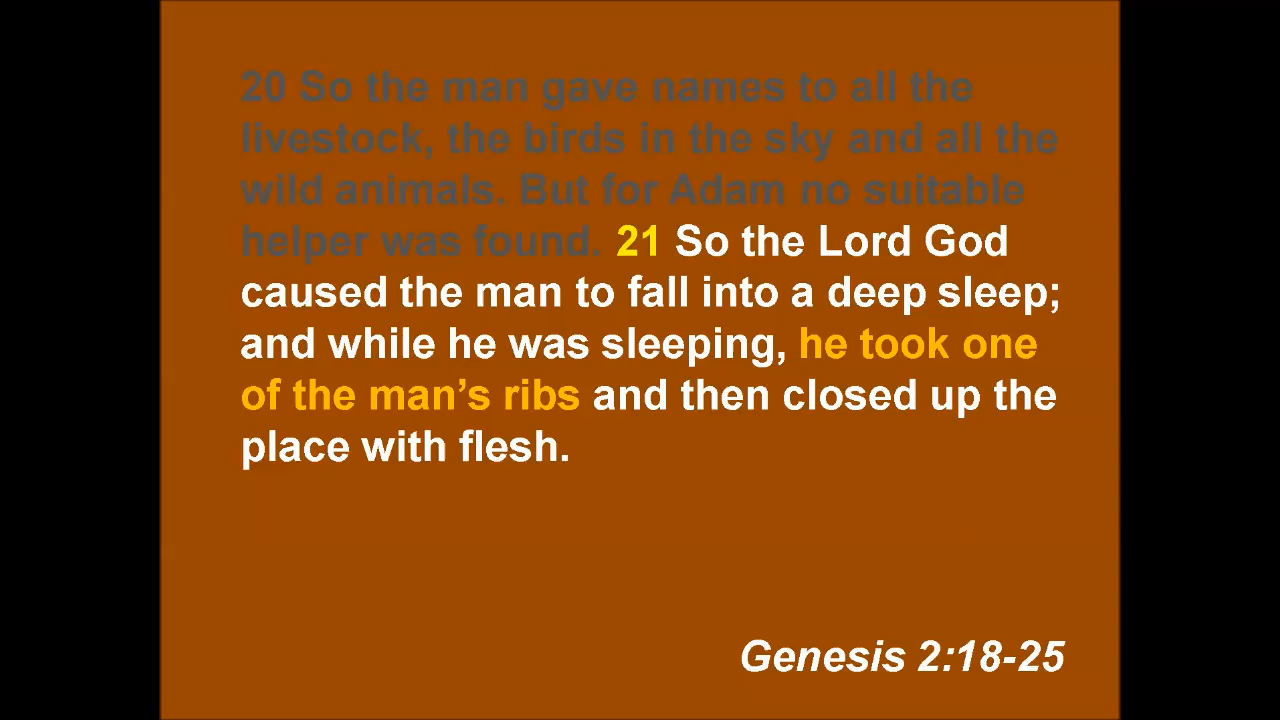 20 So the man gave names to all the
livestock, the birds in the sky and all the
wild animals. But for Adam no suitable
helper was found. 21 So the Lord God
caused the man to fall into a deep sleep;
and while he was sleeping, he took one
of the man’s ribs and then closed up the
place with flesh.
Genesis 2:18-25